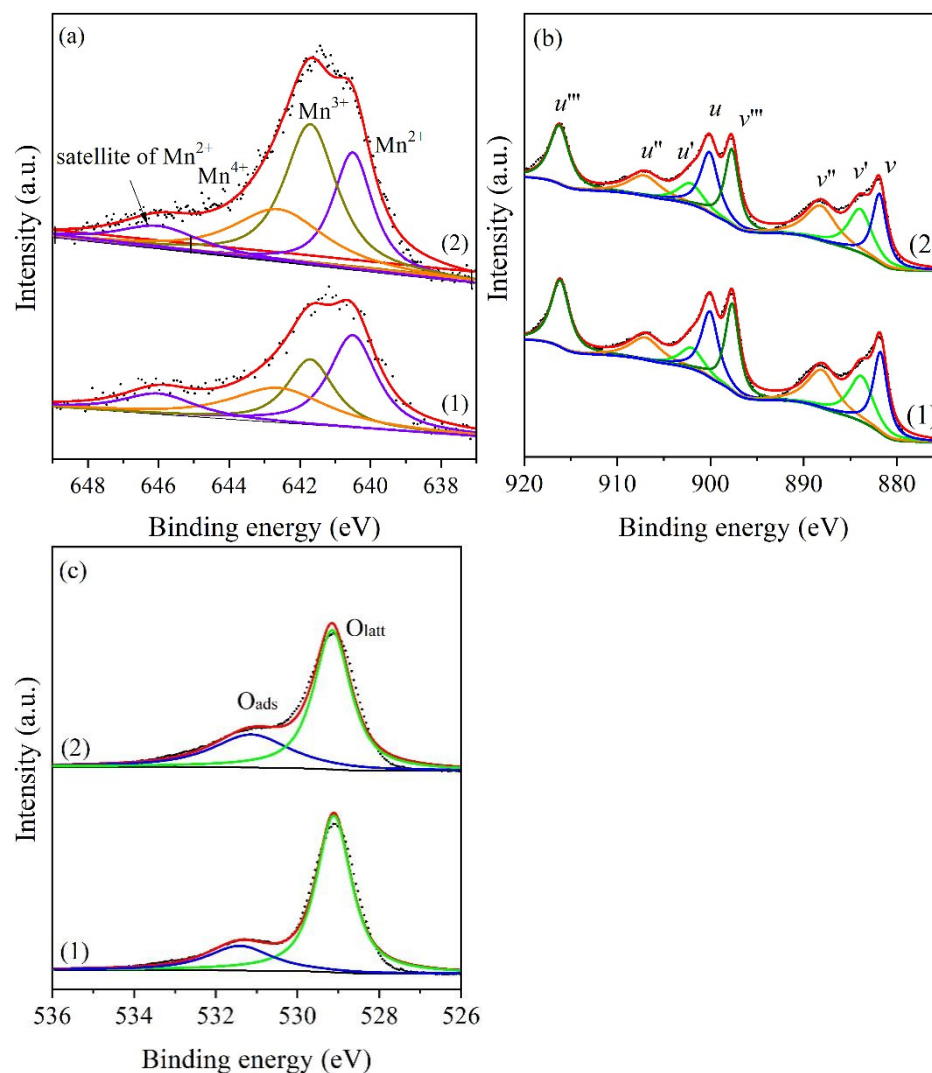 (a)
Mn³⁺
Mn²⁺
satellite of Mn²⁺
Mn⁴⁺
(2)
(1)
648 646 644 642 640 638
Binding energy (eV)
Intensity (a.u.)
(b)
u'''
u''
u'
u
v'''
v''
v'
v
(2)
(1)
920 910 900 890 880
Binding energy (eV)
Intensity (a.u.)
(c)
Olatt
Oads
(2)
(1)
536 534 532 530 528 526
Binding energy (eV)
Intensity (a.u.)